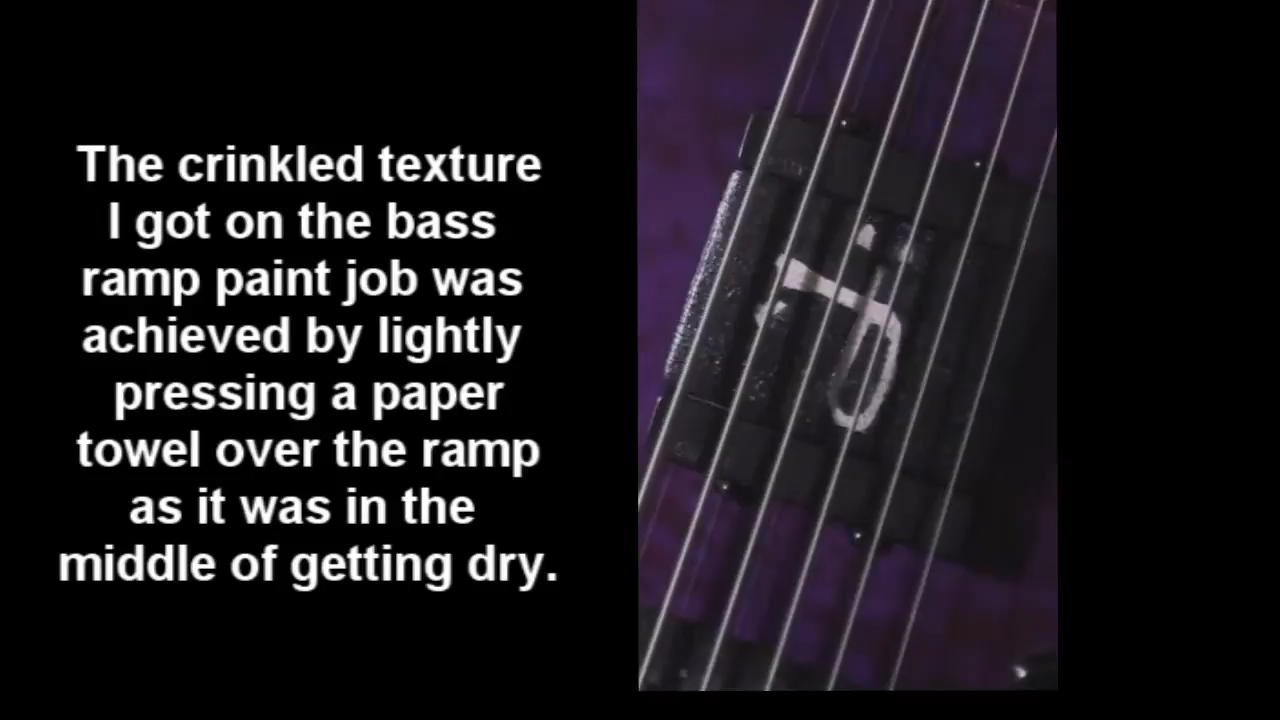 The crinkled texture
I got on the bass
ramp paint job was
achieved by lightly
pressing a paper
towel over the ramp
as it was in the
middle of getting dry.